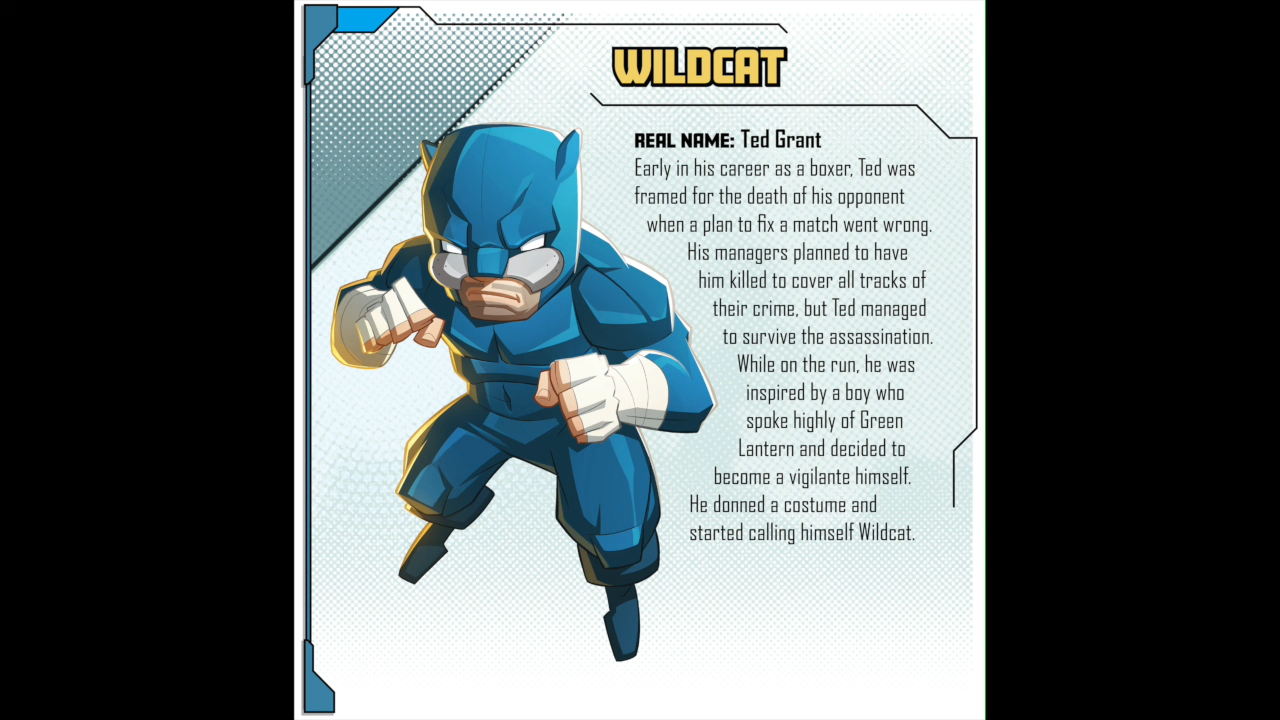 WILDCAT
REAL NAME: Ted Grant
Early in his career as a boxer, Ted was
framed for the death of his opponent
when a plan to fix a match went wrong.
His managers planned to have
him killed to cover all tracks of
their crime, but Ted managed
to survive the assassination.
While on the run, he was
inspired by a boy who
spoke highly of Green
Lantern and decided to
become a vigilante himself.
He donned a costume and
started calling himself Wildcat.